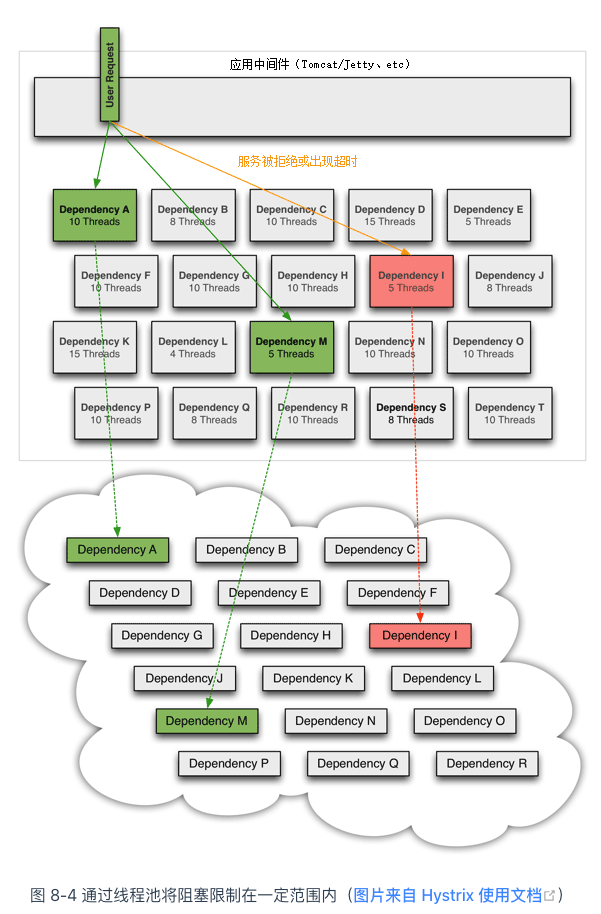 User Request
应用中间件（Tomcat/Jetty、etc）
服务被拒绝或出现超时
Dependency A
10 Threads
Dependency B
8 Threads
Dependency C
10 Threads
Dependency D
15 Threads
Dependency E
5 Threads
Dependency F
10 Threads
Dependency G
10 Threads
Dependency H
10 Threads
Dependency I
5 Threads
Dependency J
8 Threads
Dependency K
15 Threads
Dependency L
4 Threads
Dependency M
5 Threads
Dependency N
10 Threads
Dependency O
10 Threads
Dependency P
10 Threads
Dependency Q
8 Threads
Dependency R
10 Threads
Dependency S
8 Threads
Dependency T
10 Threads
Dependency A
Dependency B
Dependency C
Dependency D
Dependency E
Dependency F
Dependency G
Dependency H
Dependency I
Dependency J
Dependency K
Dependency L
Dependency M
Dependency N
Dependency O
Dependency P
Dependency Q
Dependency R
图 8-4 通过线程池将阻塞限制在一定范围内（图片来自 Hystrix 使用文档）